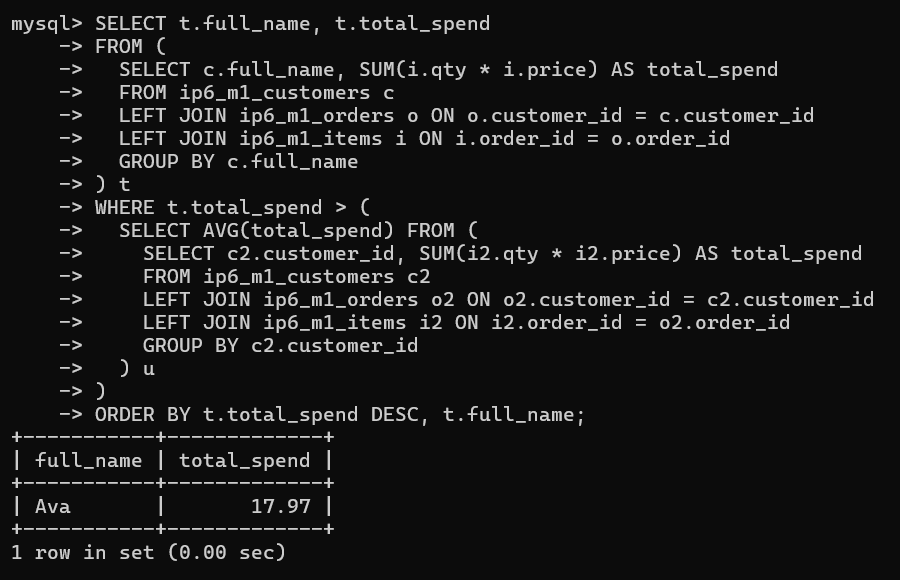 mysql> SELECT t.full_name, t.total_spend
    -> FROM (
    ->   SELECT c.full_name, SUM(i.qty * i.price) AS total_spend
    ->   FROM ip6_m1_customers c
    ->   LEFT JOIN ip6_m1_orders o ON o.customer_id = c.customer_id
    ->   LEFT JOIN ip6_m1_items i ON i.order_id = o.order_id
    ->   GROUP BY c.full_name
    -> ) t
    -> WHERE t.total_spend > (
    ->   SELECT AVG(total_spend) FROM (
    ->     SELECT c2.customer_id, SUM(i2.qty * i2.price) AS total_spend
    ->     FROM ip6_m1_customers c2
    ->     LEFT JOIN ip6_m1_orders o2 ON o2.customer_id = c2.customer_id
    ->     LEFT JOIN ip6_m1_items i2 ON i2.order_id = o2.order_id
    ->     GROUP BY c2.customer_id
    ->   ) u
    -> )
    -> ORDER BY t.total_spend DESC, t.full_name;
+-----------+-------------+
| full_name | total_spend |
+-----------+-------------+
| Ava       |       17.97 |
+-----------+-------------+
1 row in set (0.00 sec)